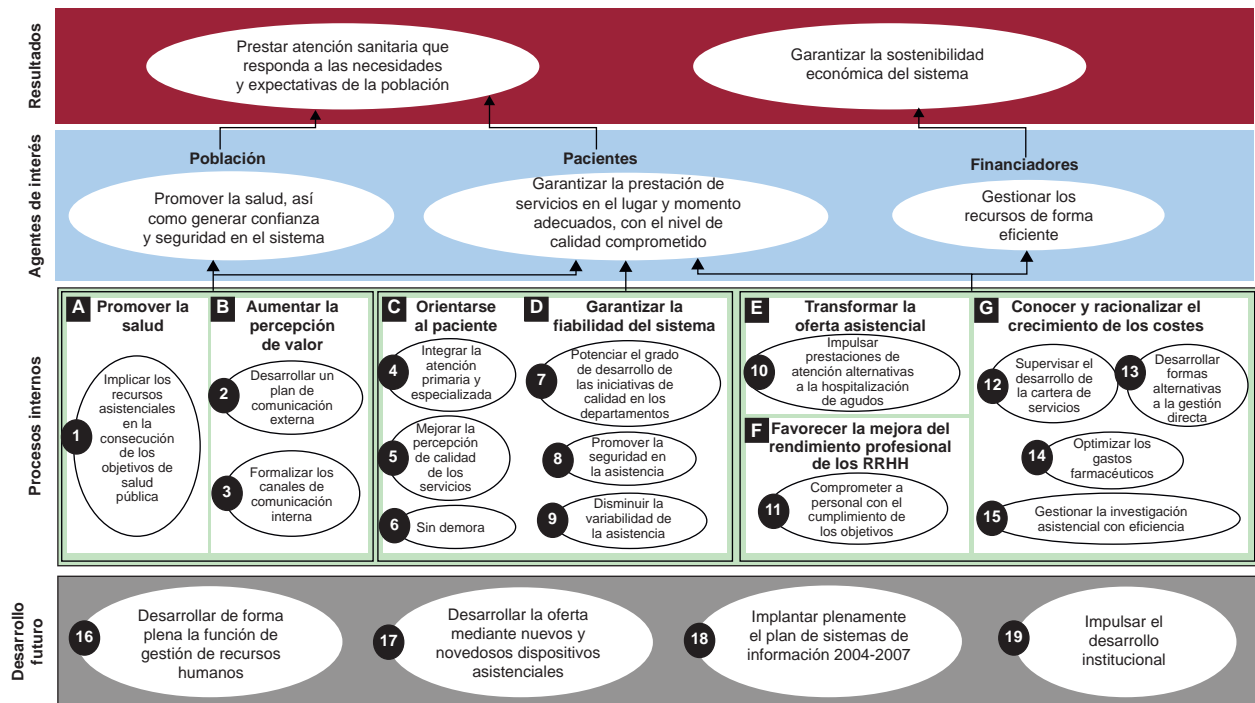 Resultados
Prestar atención sanitaria que
responda a las necesidades
y expectativas de la población
Garantizar la sostenibilidad
económica del sistema
Agentes de interés
Población
Promover la salud, así
como generar confianza
y seguridad en el sistema
Pacientes
Garantizar la prestación de
servicios en el lugar y momento
adecuados, con el nivel de
calidad comprometido
Financiadores
Gestionar los
recursos de forma
eficiente
Procesos internos
A Promover la
salud
1
Implicar los
recursos
asistenciales
en la
consecución
de los
objetivos de
salud
pública
B Aumentar la
percepción
de valor
2
Desarrollar un
plan de
comunicación
externa
3
Formalizar los
canales de
comunicación
interna
C Orientarse
al paciente
4
Integrar la
atención
primaria y
especializada
5
Mejorar la
percepción
de calidad
de los
servicios
6
Sin demora
D Garantizar la
fiabilidad del sistema
7
Potenciar el grado
de desarrollo de
las iniciativas de
calidad en los
departamentos
8
Promover la
seguridad en
la asistencia
9
Disminuir la
variabilidad de
la asistencia
E Transformar la
oferta asistencial
10
Impulsar
prestaciones de
atención alternativas
a la hospitalización
de agudos
F Favorecer la mejora del
rendimiento profesional
de los RRHH
11
Comprometer a
personal con el
cumplimiento de
los objetivos
G Conocer y racionalizar el
crecimiento de los costes
12
Supervisar el
desarrollo de
la cartera de
servicios
13
Desarrollar
formas
alternativas
a la gestión
directa
14
Optimizar los
gastos
farmacéuticos
15
Gestionar la investigación
asistencial con eficiencia
Desarrollo
futuro
16
Desarrollar de forma
plena la función de
gestión de recursos
humanos
17
Desarrollar la oferta
mediante nuevos y
novedosos dispositivos
asistenciales
18
Implantar plenamente
el plan de sistemas de
información 2004-2007
19
Impulsar el
desarrollo
institucional